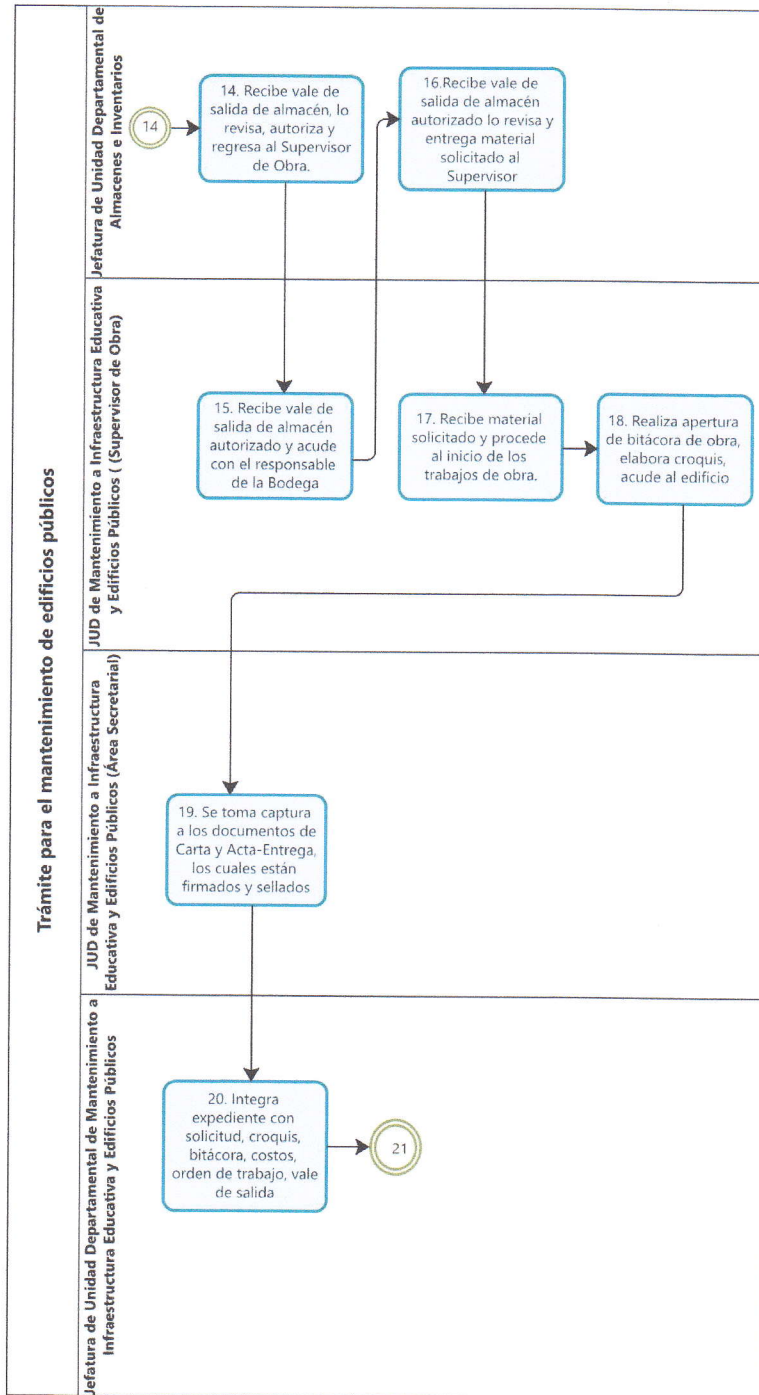 Trámite para el mantenimiento de edificios públicos
Jefatura de Unidad Departamental de
Almacenes e Inventarios
14
14. Recibe vale de
salida de almacén, lo
revisa, autoriza y
regresa al Supervisor
de Obra.
16.Recibe vale de
salida de almacén
autorizado lo revisa y
entrega material
solicitado al
Supervisor
JUD de Mantenimiento a Infraestructura Educativa
y Edificios Públicos ( (Supervisor de Obra)
15. Recibe vale de
salida de almacén
autorizado y acude
con el responsable
de la Bodega
17. Recibe material
solicitado y procede
al inicio de los
trabajos de obra.
18. Realiza apertura
de bitácora de obra,
elabora croquis,
acude al edificio
JUD de Mantenimiento a Infraestructura
Educativa y Edificios Públicos (Área Secretarial)
19. Se toma captura
a los documentos de
Carta y Acta-Entrega,
los cuales están
firmados y sellados
Jefatura de Unidad Departamental de Mantenimiento a
Infraestructura Educativa y Edificios Públicos
20. Integra
expediente con
solicitud, croquis,
bitácora, costos,
orden de trabajo, vale
de salida
21